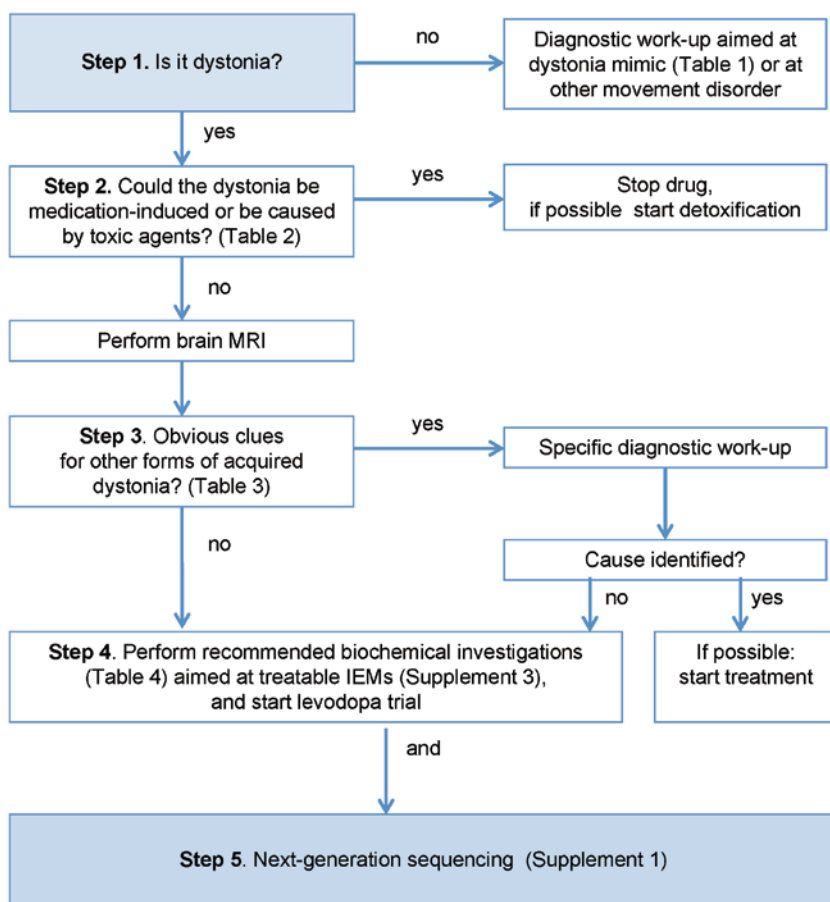 Step 1. Is it dystonia?
no
Diagnostic work-up aimed at
dystonia mimic (Table 1) or at
other movement disorder
yes
Step 2. Could the dystonia be
medication-induced or be caused
by toxic agents? (Table 2)
yes
Stop drug,
if possible start detoxification
no
Perform brain MRI
Step 3. Obvious clues
for other forms of acquired
dystonia? (Table 3)
yes
Specific diagnostic work-up
no
Cause identified?
no
yes
Step 4. Perform recommended biochemical investigations
(Table 4) aimed at treatable IEMs (Supplement 3),
and start levodopa trial
If possible:
start treatment
and
Step 5. Next-generation sequencing (Supplement 1)